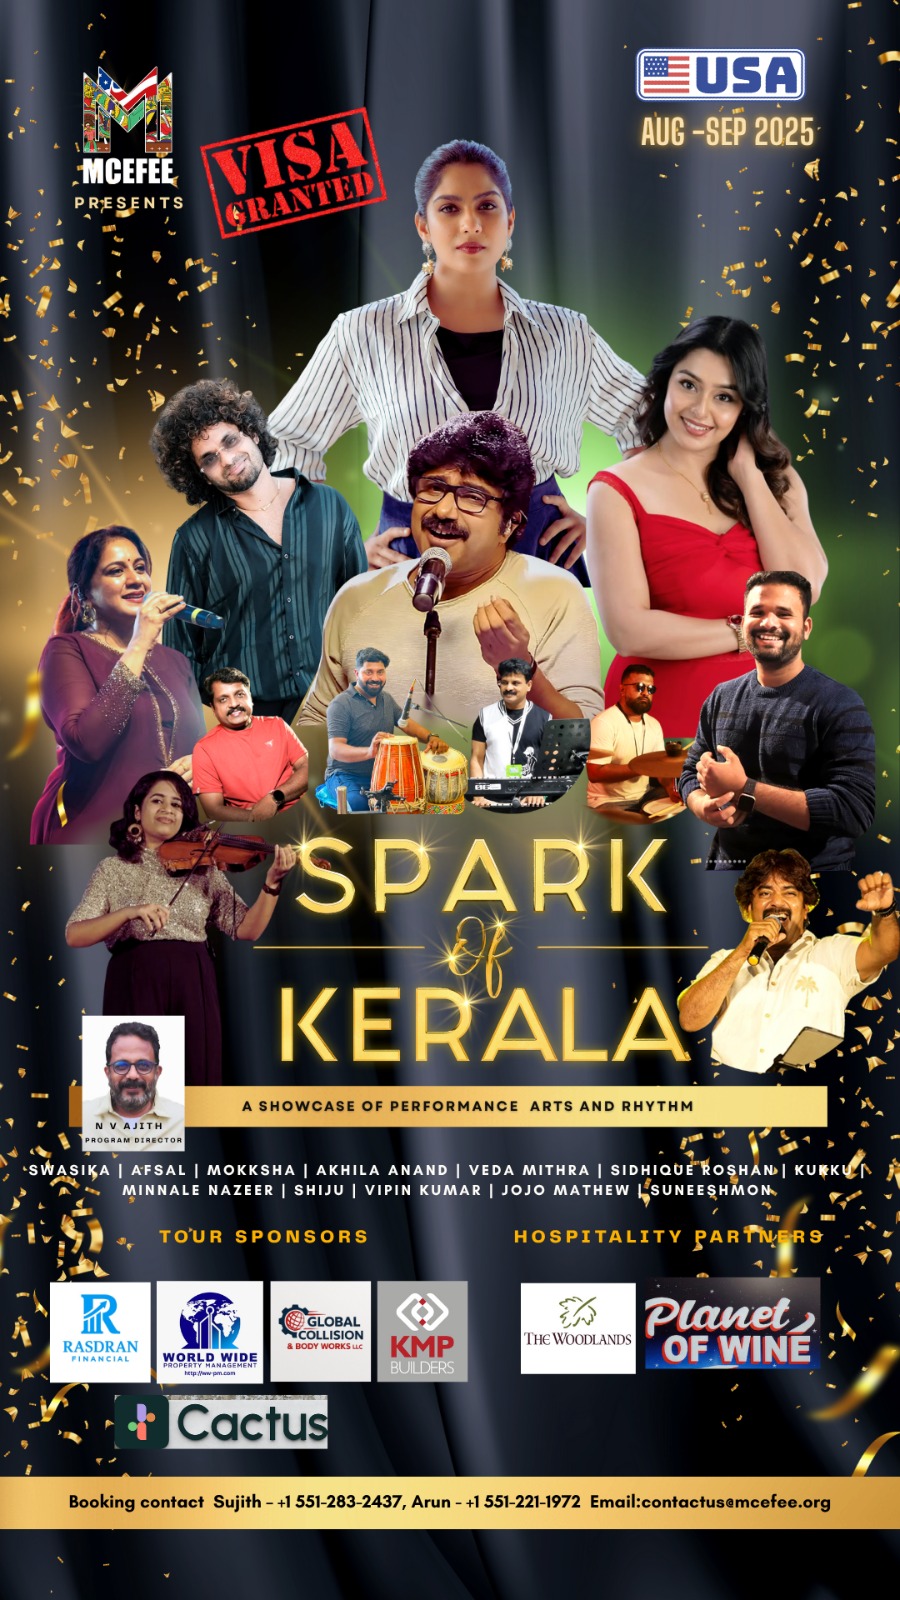 MCEFEE
PRESENTS
VISA
GRANTED
USA
AUG -SEP 2025
SPARK
Of
KERALA
A SHOWCASE OF PERFORMANCE ARTS AND RHYTHM
N V AJITH
PROGRAM DIRECTOR
SWASIKA | AFSAL | MOKKSHA | AKHILA ANAND | VEDA MITHRA | SIDHIQUE ROSHAN | KUKKU |
MINNALE NAZEER | SHIJU | VIPIN KUMAR | JOJO MATHEW | SUNEESHMON
TOUR SPONSORS
HOSPITALITY PARTNERS
RASDRAN
FINANCIAL
WORLD WIDE
PROPERTY MANAGEMENT
http://ww-pm.com
GLOBAL
COLLISION
& BODY WORKS LLC
KMP
BUILDERS
THE WOODLANDS
Planet
OF WINE
Cactus
Booking contact Sujith - +1 551-283-2437, Arun - +1 551-221-1972 Email:contactus@mcefee.org